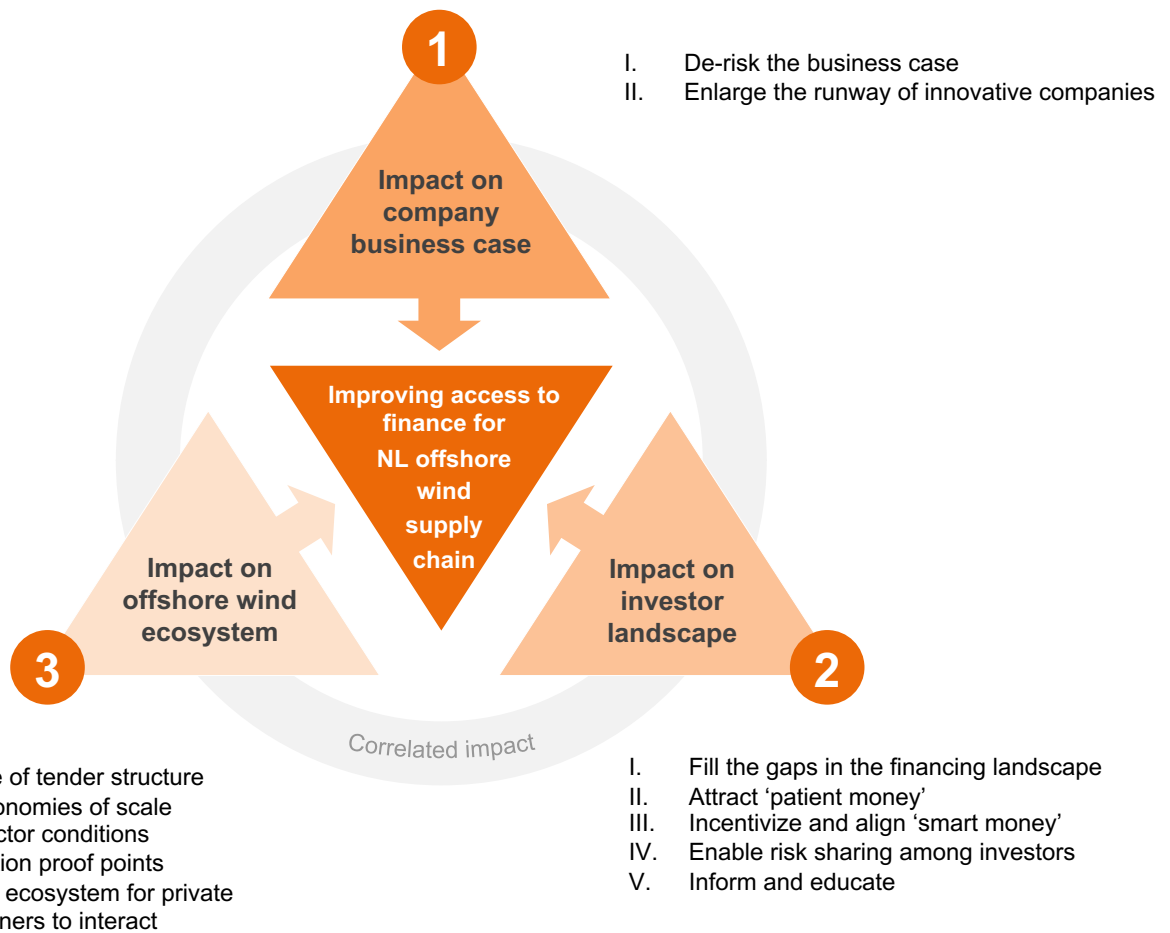 1
I. De-risk the business case
II. Enlarge the runway of innovative companies
Impact on
company
business case
Improving access to
finance for
NL offshore
wind
supply
chain
Impact on
offshore wind
ecosystem
Impact on
investor
landscape
3
2
Correlated impact
of tender structure
of scale
conditions
proof points
ecosystem for private
to interact
I. Fill the gaps in the financing landscape
II. Attract ‘patient money’
III. Incentivize and align ‘smart money’
IV. Enable risk sharing among investors
V. Inform and educate